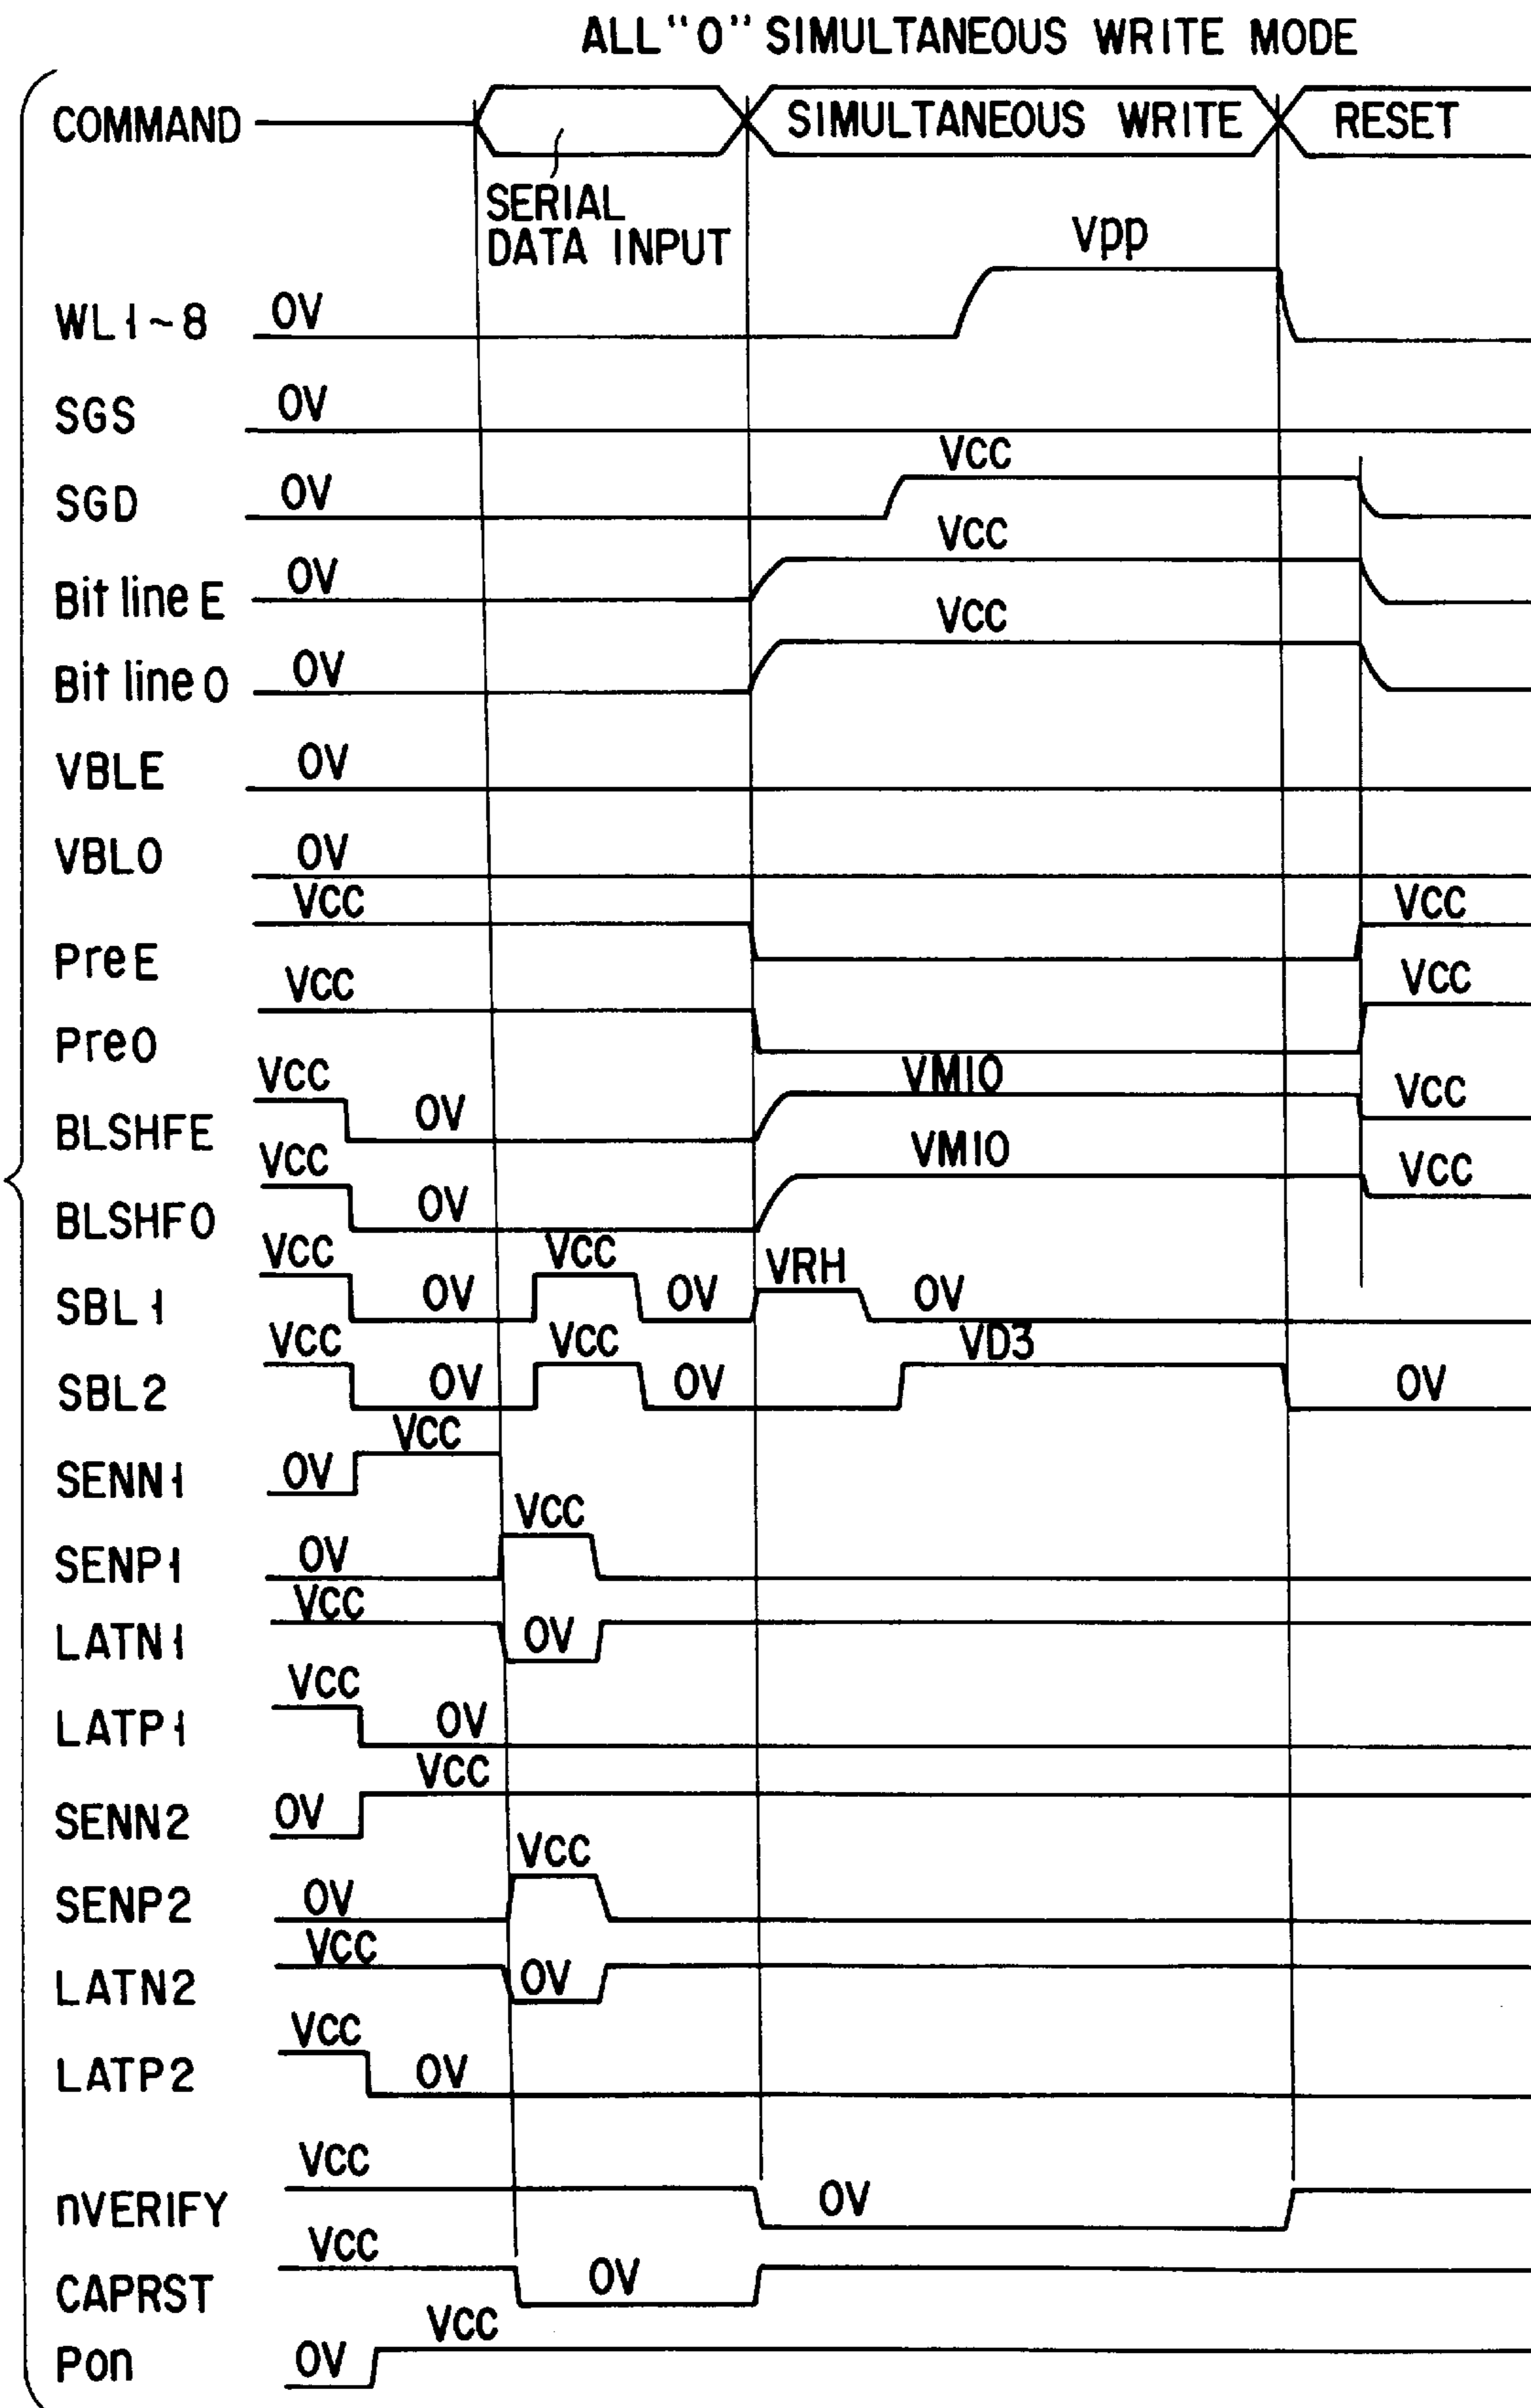 ALL "0" SIMULTANEOUS WRITE MODE
COMMAND SIMULTANEOUS WRITE RESET
SERIAL
DATA INPUT
Vpp
WL1~8 0V
SGS 0V
VCC
SGD 0V
VCC
Bit line E 0V
VCC
Bit line O 0V
VBLE 0V
VBLO 0V
VCC VCC
PreE
VCC VCC
PreO
VCC VM10 VCC
BLSHFE 0V
VCC VM10 VCC
BLSHFO 0V
VCC VCC VRH
SBL1 0V 0V 0V
VCC VCC VD3
SBL2 0V 0V 0V
VCC
SENN1 0V
VCC
SENP1 0V
VCC
LATN1 0V
VCC
LATP1 0V
VCC
SENN2 0V
VCC
SENP2 0V
VCC
LATN2 0V
VCC
LATP2 0V
VCC
nVERIFY 0V
VCC
CAPRST 0V
VCC
Pon 0V